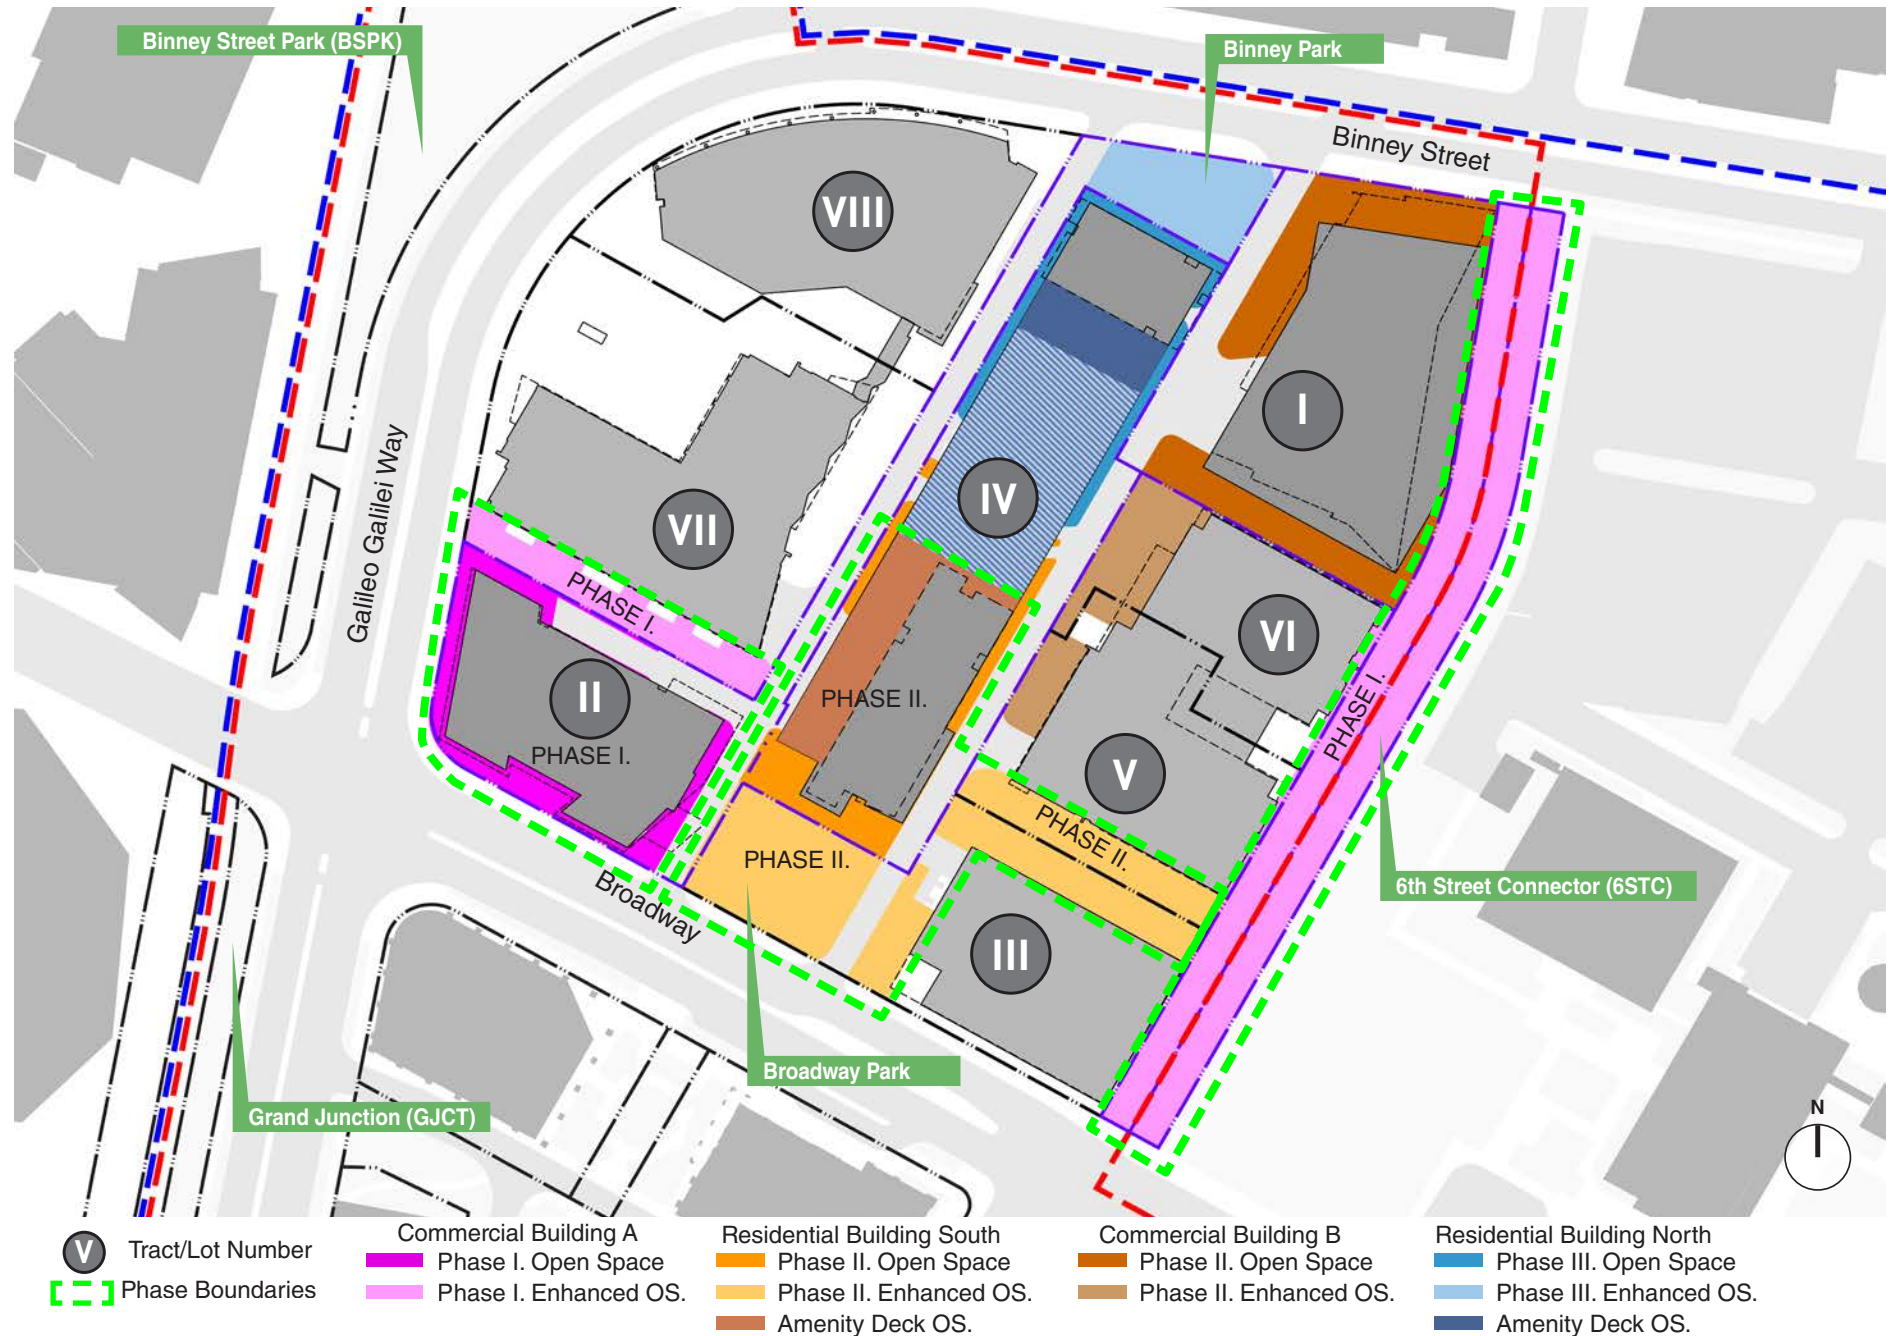 Binney Street Park (BSPK)
Binney Park
Binney Street
VIII
I
Galileo Galilei Way
IV
VII
PHASE I.
VI
II
PHASE II.
PHASE I.
PHASE I.
V
PHASE II.
PHASE II.
6th Street Connector (6STC)
Broadway
III
Broadway Park
Grand Junction (GJCT)
N
V Tract/Lot Number
Phase Boundaries
Commercial Building A
Phase I. Open Space
Phase I. Enhanced OS.
Residential Building South
Phase II. Open Space
Phase II. Enhanced OS.
Amenity Deck OS.
Commercial Building B
Phase II. Open Space
Phase II. Enhanced OS.
Residential Building North
Phase III. Open Space
Phase III. Enhanced OS.
Amenity Deck OS.